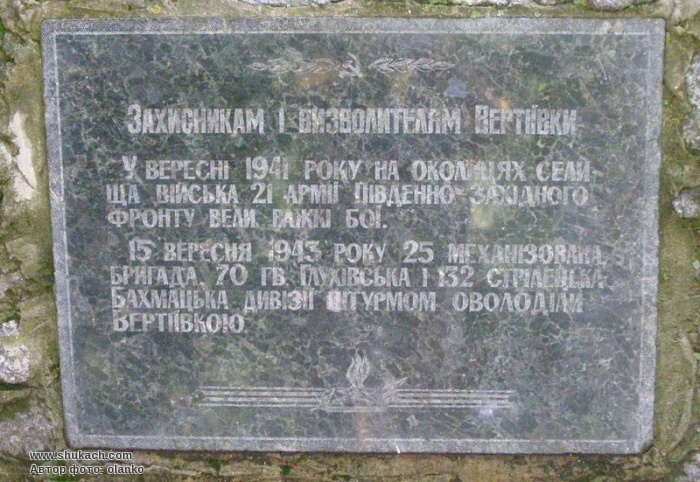 Захисникам і визволителям Вертіївки
У вересні 1941 року на околицях сели-
ща війська 21 армії Південно-Західного
фронту вели важкі бої.
15 вересня 1943 року 25 механізована
бригада, 70 гв. Глухівська і 132 стрілецька
Бахмацька дивізії штурмом оволоділи
Вертіївкою.
www.shukach.com
Автор фото: olanko